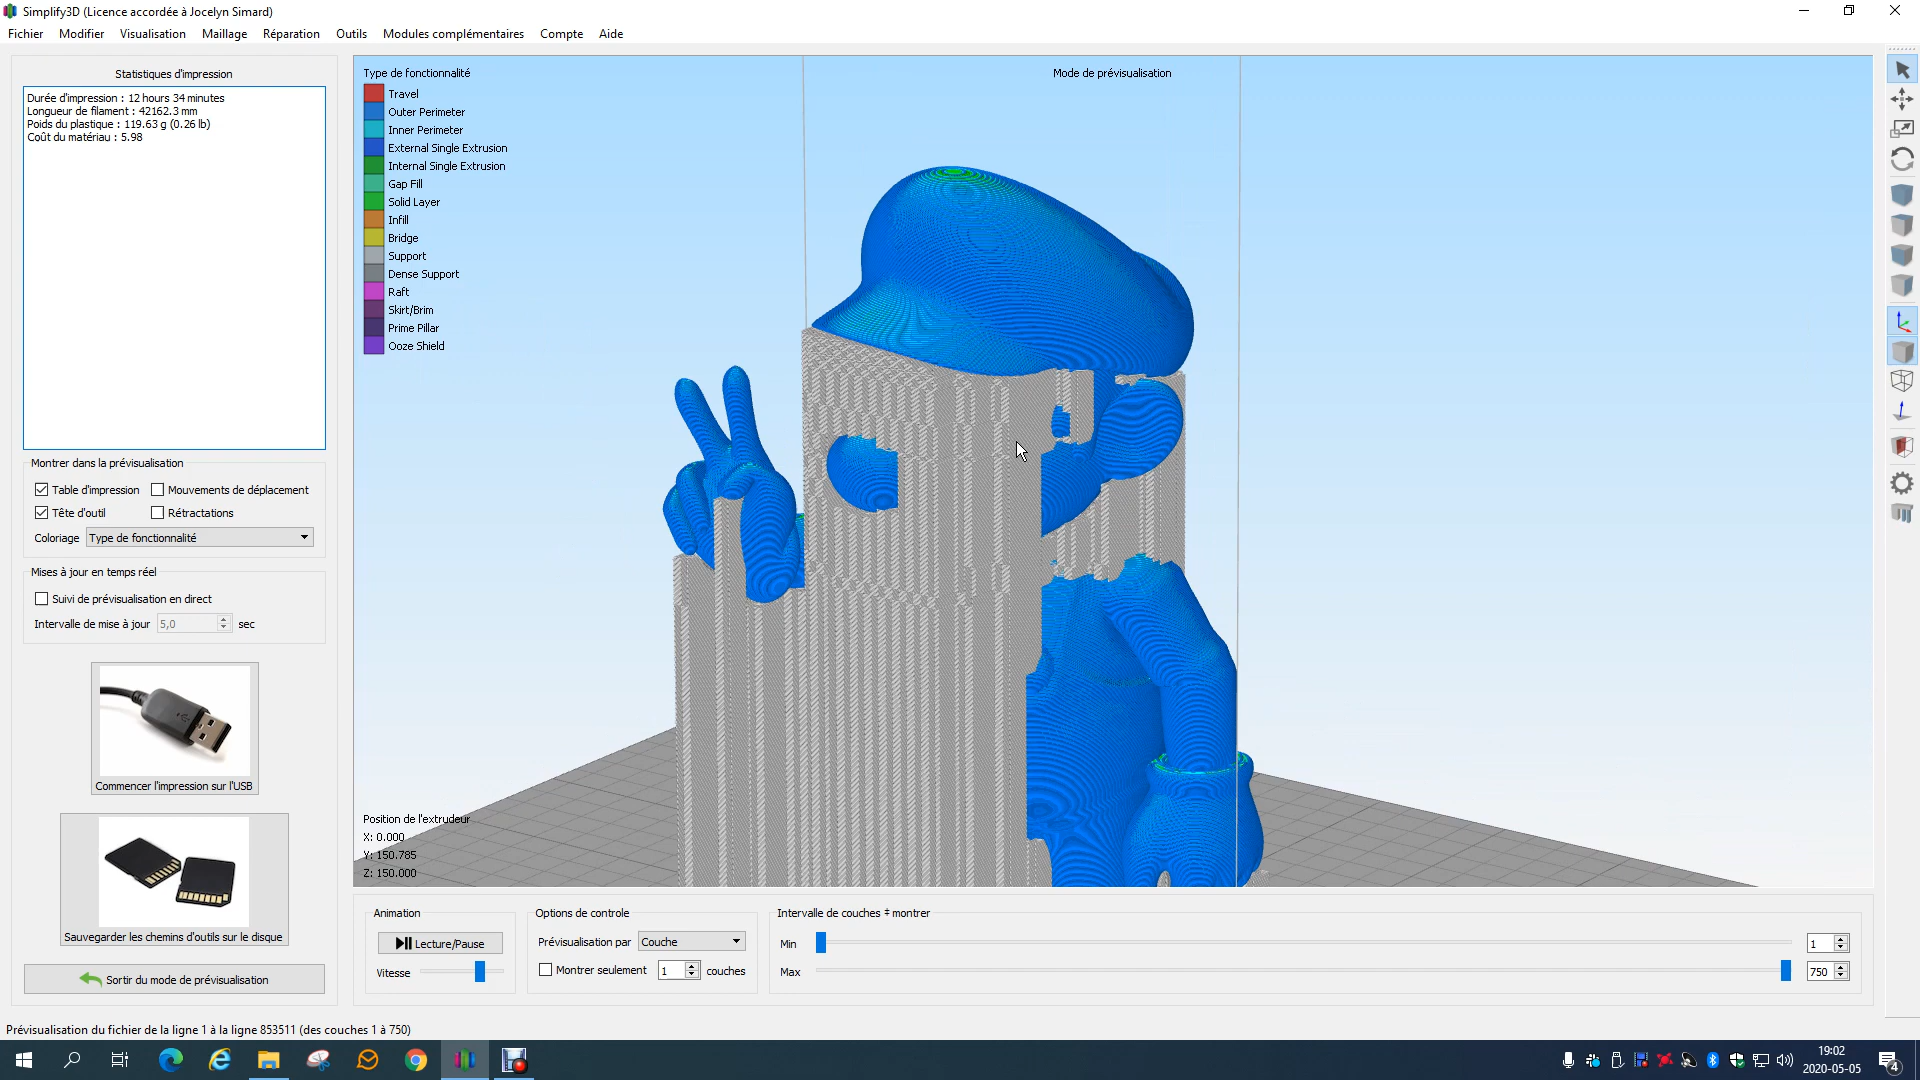 Simplify3D (Licence accordée à Jocelyn Simard)
Fichier Modifier Visualisation Maillage Réparation Outils Modules complémentaires Compte Aide
Statistiques d'impression
Durée d'impression : 12 hours 34 minutes
Longueur de filament : 42162.3 mm
Poids du plastique : 119.63 g (0.26 lb)
Coût du matériau : 5.98
Montrer dans la prévisualisation
Table d'impression Mouvements de déplacement
Tête d'outil Rétractations
Coloriage Type de fonctionnalité
Mises à jour en temps réel
Suivi de prévisualisation en direct
Intervalle de mise à jour 5,0 sec
Commencer l'impression sur l'USB
Sauvegarder les chemins d'outils sur le disque
Sortir du mode de prévisualisation
Type de fonctionnalité
Travel
Outer Perimeter
Inner Perimeter
External Single Extrusion
Internal Single Extrusion
Gap Fill
Solid Layer
Infill
Bridge
Support
Dense Support
Raft
Skirt/Brim
Prime Pillar
Ooze Shield
Mode de prévisualisation
Position de l'extrudeur
X: 0.000
Y: 150.785
Z: 150.000
Animation
Lecture/Pause
Vitesse
Options de controle
Prévisualisation par Couche
Montrer seulement 1 couches
Intervalle de couches ‡ montrer
Min 1
Max 750
Prévisualisation du fichier de la ligne 1 à la ligne 853511 (des couches 1 à 750)
19:02
2020-05-05
4